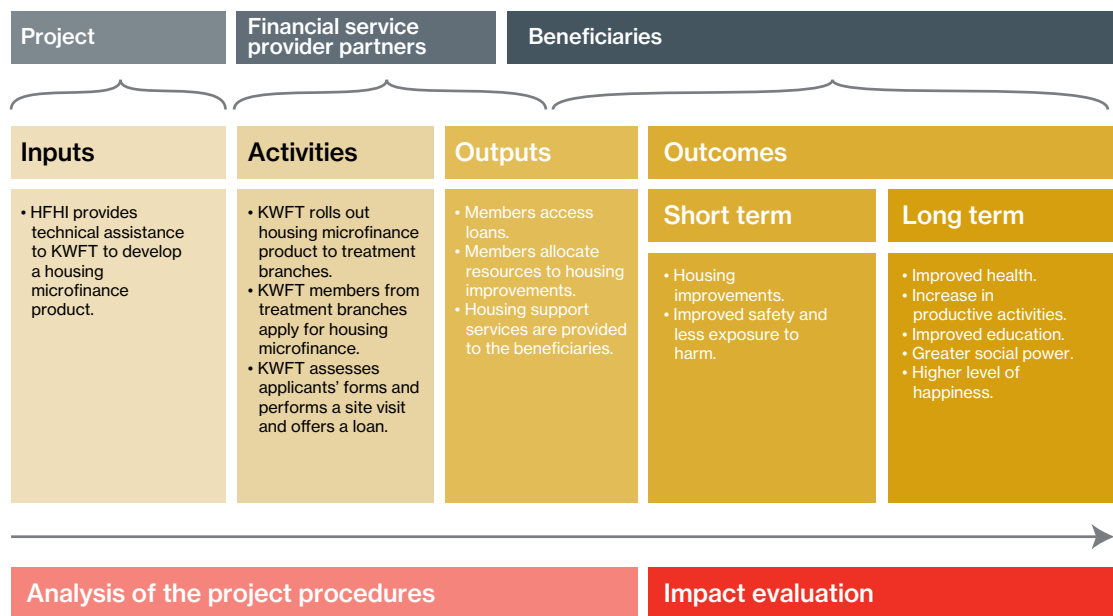 Project
Financial service
provider partners
Beneficiaries
Inputs
Activities
Outputs
Outcomes
• HFHI provides
technical assistance
to KWFT to develop
a housing
microfinance
product.
• KWFT rolls out
housing microfinance
product to treatment
branches.
• KWFT members from
treatment branches
apply for housing
microfinance.
• KWFT assesses
applicants’ forms and
performs a site visit
and offers a loan.
• Members access
loans.
• Members allocate
resources to housing
improvements.
• Housing support
services are provided
to the beneficiaries.
Short term
• Housing
improvements.
• Improved safety and
less exposure to
harm.
Long term
• Improved health.
• Increase in
productive activities.
• Improved education.
• Greater social power.
• Higher level of
happiness.
Analysis of the project procedures
Impact evaluation